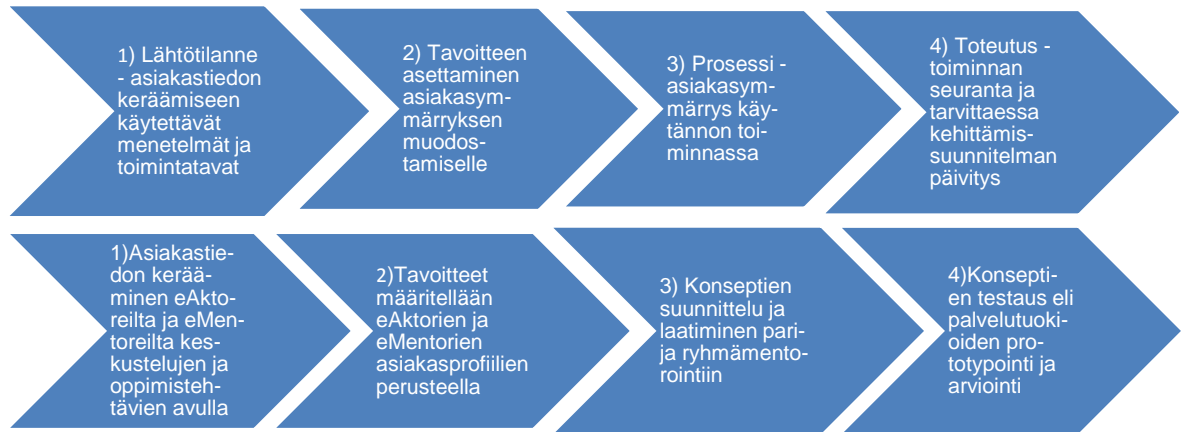 1) Lähtötilanne
- asiakastiedon
keräämiseen
käytettävät
menetelmät ja
toimintatavat
2) Tavoitteen
asettaminen
asiakasym-
märryksen
muodos-
tamiselle
3) Prosessi -
asiakasym-
märrys käy-
tännön toi-
minnassa
4) Toteutus -
toiminnan
seuranta ja
tarvittaessa
kehittämis-
suunnitelman
päivitys
1)Asiakastie-
don kerää-
minen eAkto-
reilta ja eMen-
toreilta kes-
kustelujen ja
oppimisteh-
tävien avulla
2)Tavoitteet
määritellään
eAktorien ja
eMentorien
asiakasprofiilien
perusteella
3) Konseptien
suunnittelu ja
laatiminen pari-
ja ryhmämento-
rointiin
4)Konsepti-
en testaus eli
palvelutuoki-
oiden pro-
totypointi ja
arviointi